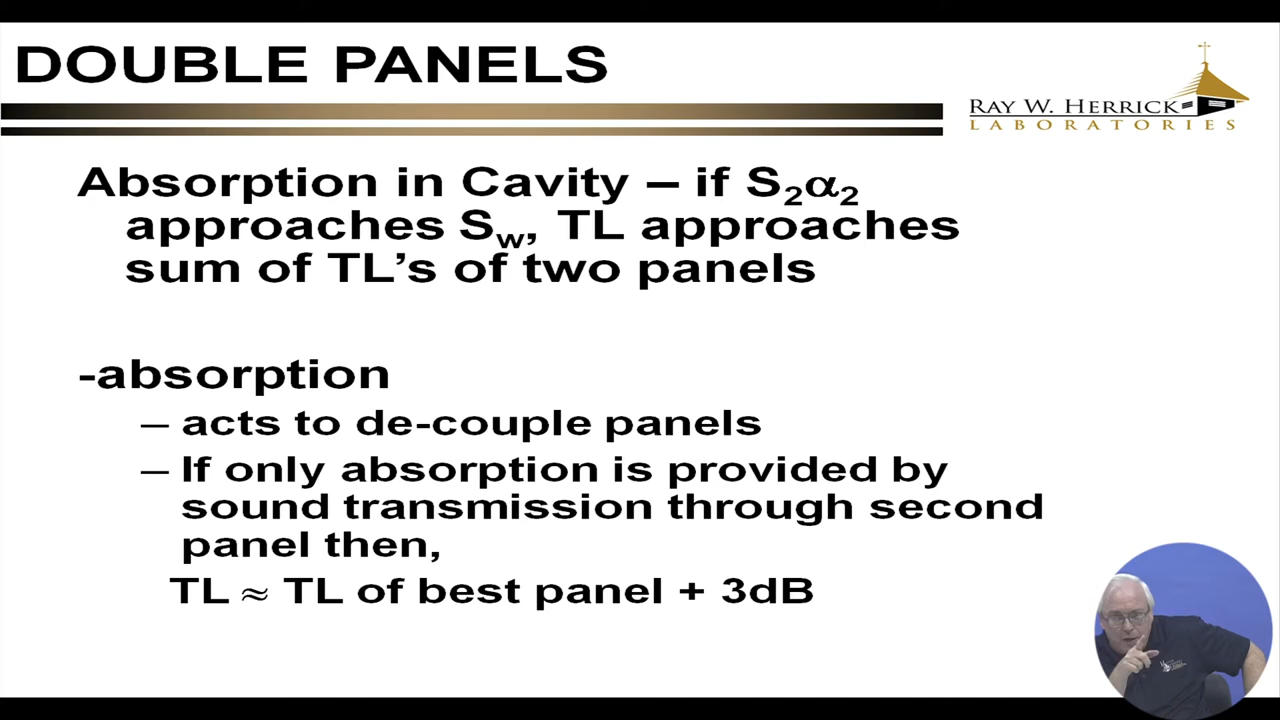 DOUBLE PANELS
RAY W. HERRICK
LABORATORIES
Absorption in Cavity – if S₂α₂
approaches Sw, TL approaches
sum of TL’s of two panels
-absorption
– acts to de-couple panels
– If only absorption is provided by
sound transmission through second
panel then,
TL ≈ TL of best panel + 3dB